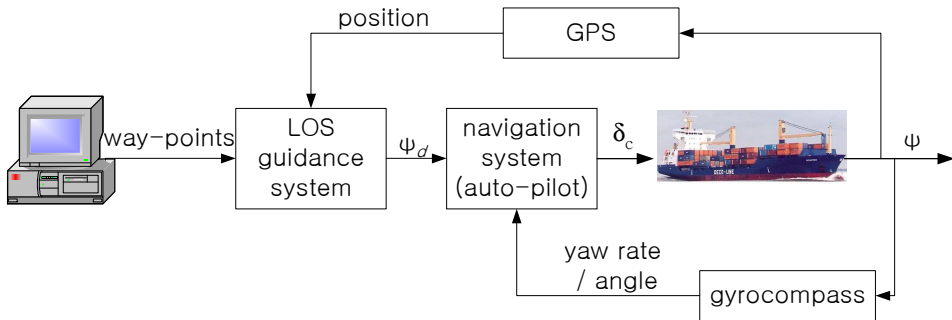 position
GPS
way-points
LOS
guidance
system
ψd
navigation
system
(auto-pilot)
δc
ψ
yaw rate
/ angle
gyrocompass